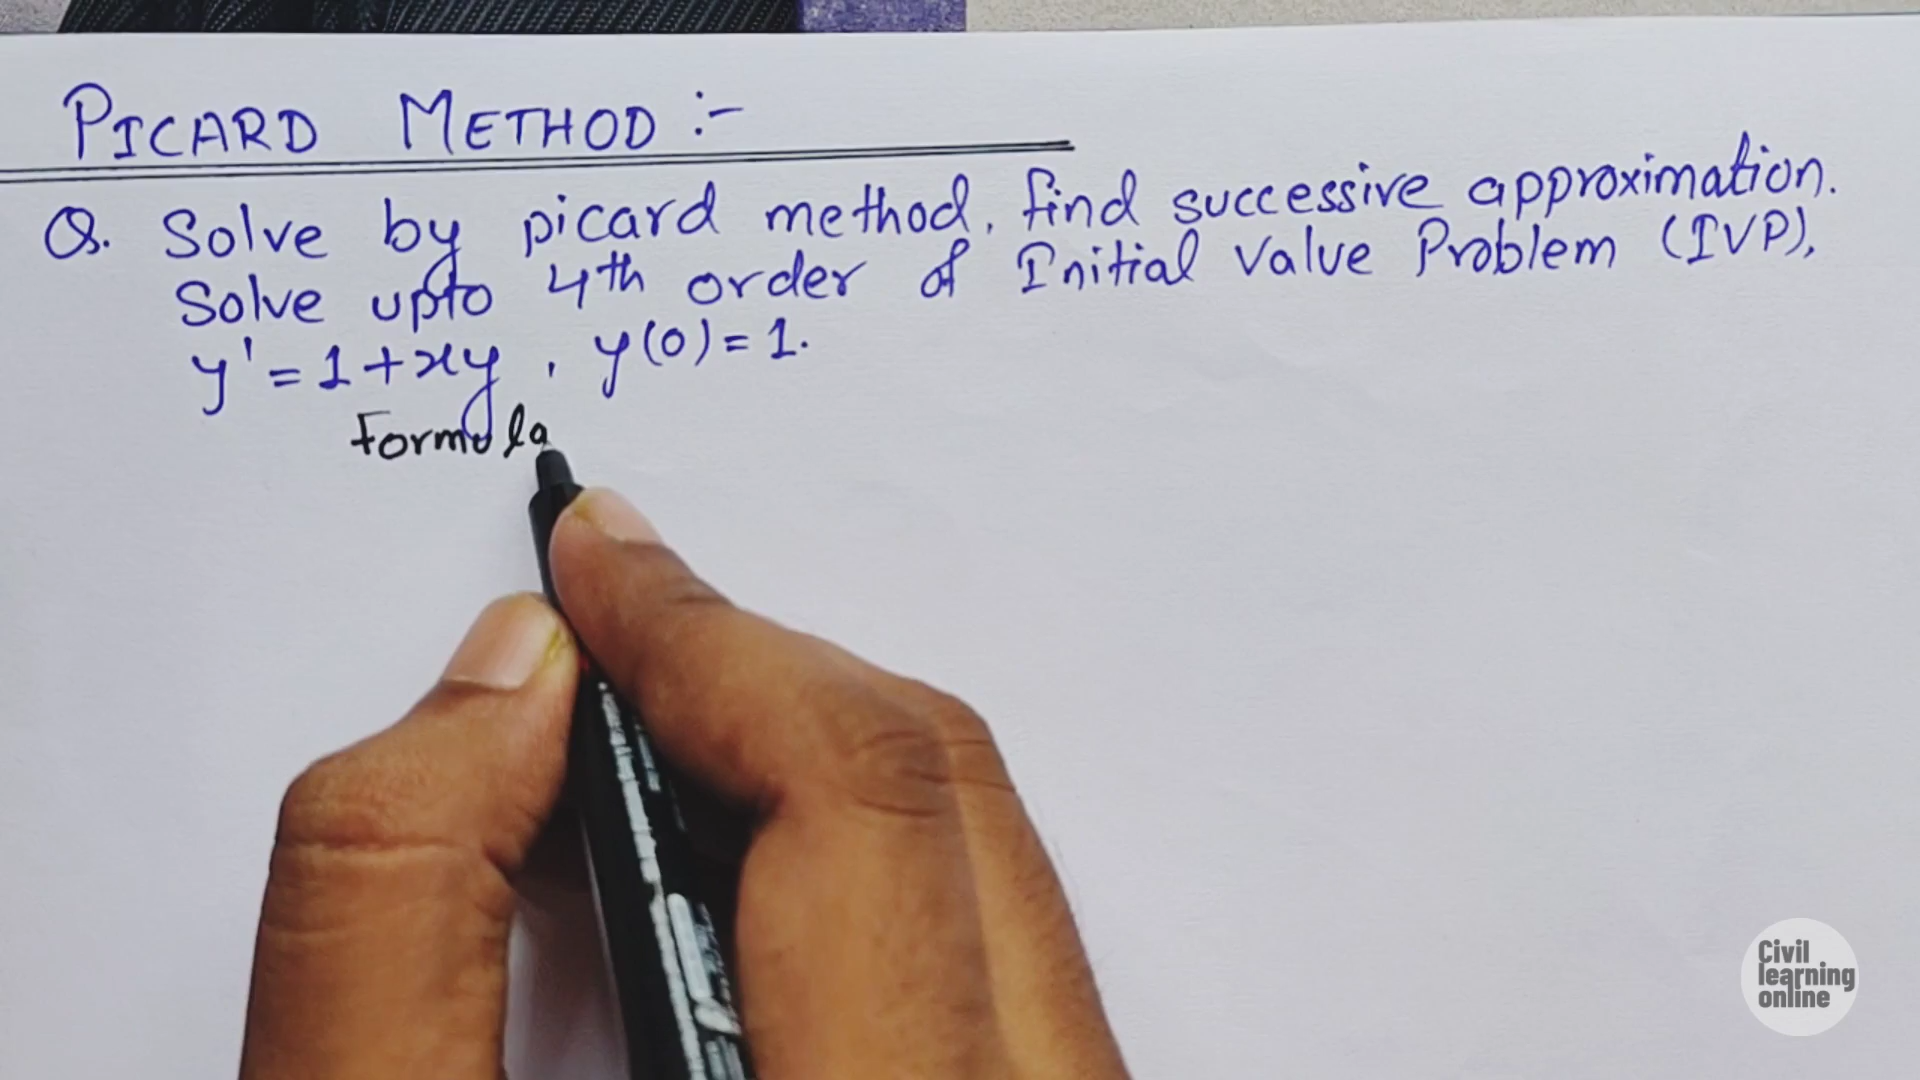 PICARD METHOD :-
Q. Solve by picard method. find successive approximation.
Solve upto 4th order of Initial Value Problem (IVP),
y' = 1 + xy , y(0) = 1.
Formula
Civil
learning
online